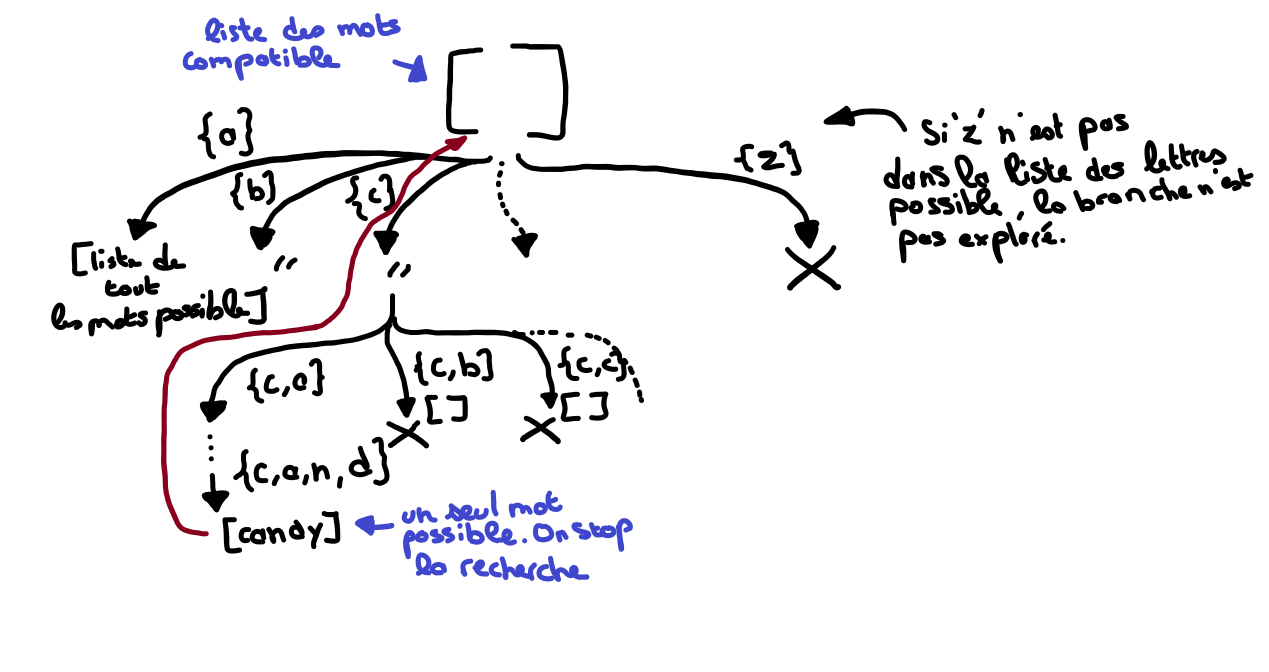 liste des mots
compatible
{a}
{b}
{c}
{z}
Si 'z' n'est pas
dans la liste des lettres
possible, la branche n'est
pas exploré.
[liste de
tout
les mots possible]
"
"
{c,a}
{c,b}
[]
{c,c}
[]
{c,a,n,d}
[candy]
un seul mot
possible. On stop
la recherche